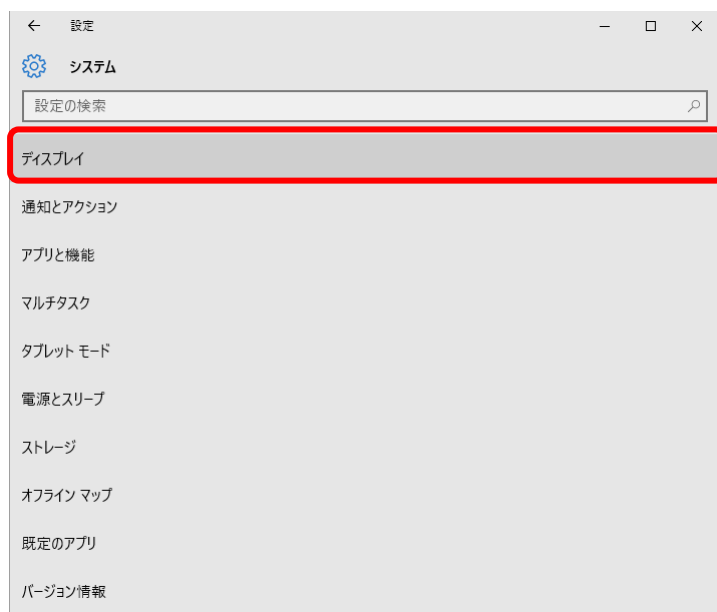 設定
システム
設定の検索
ディスプレイ
通知とアクション
アプリと機能
マルチタスク
タブレット モード
電源とスリープ
ストレージ
オフライン マップ
既定のアプリ
バージョン情報